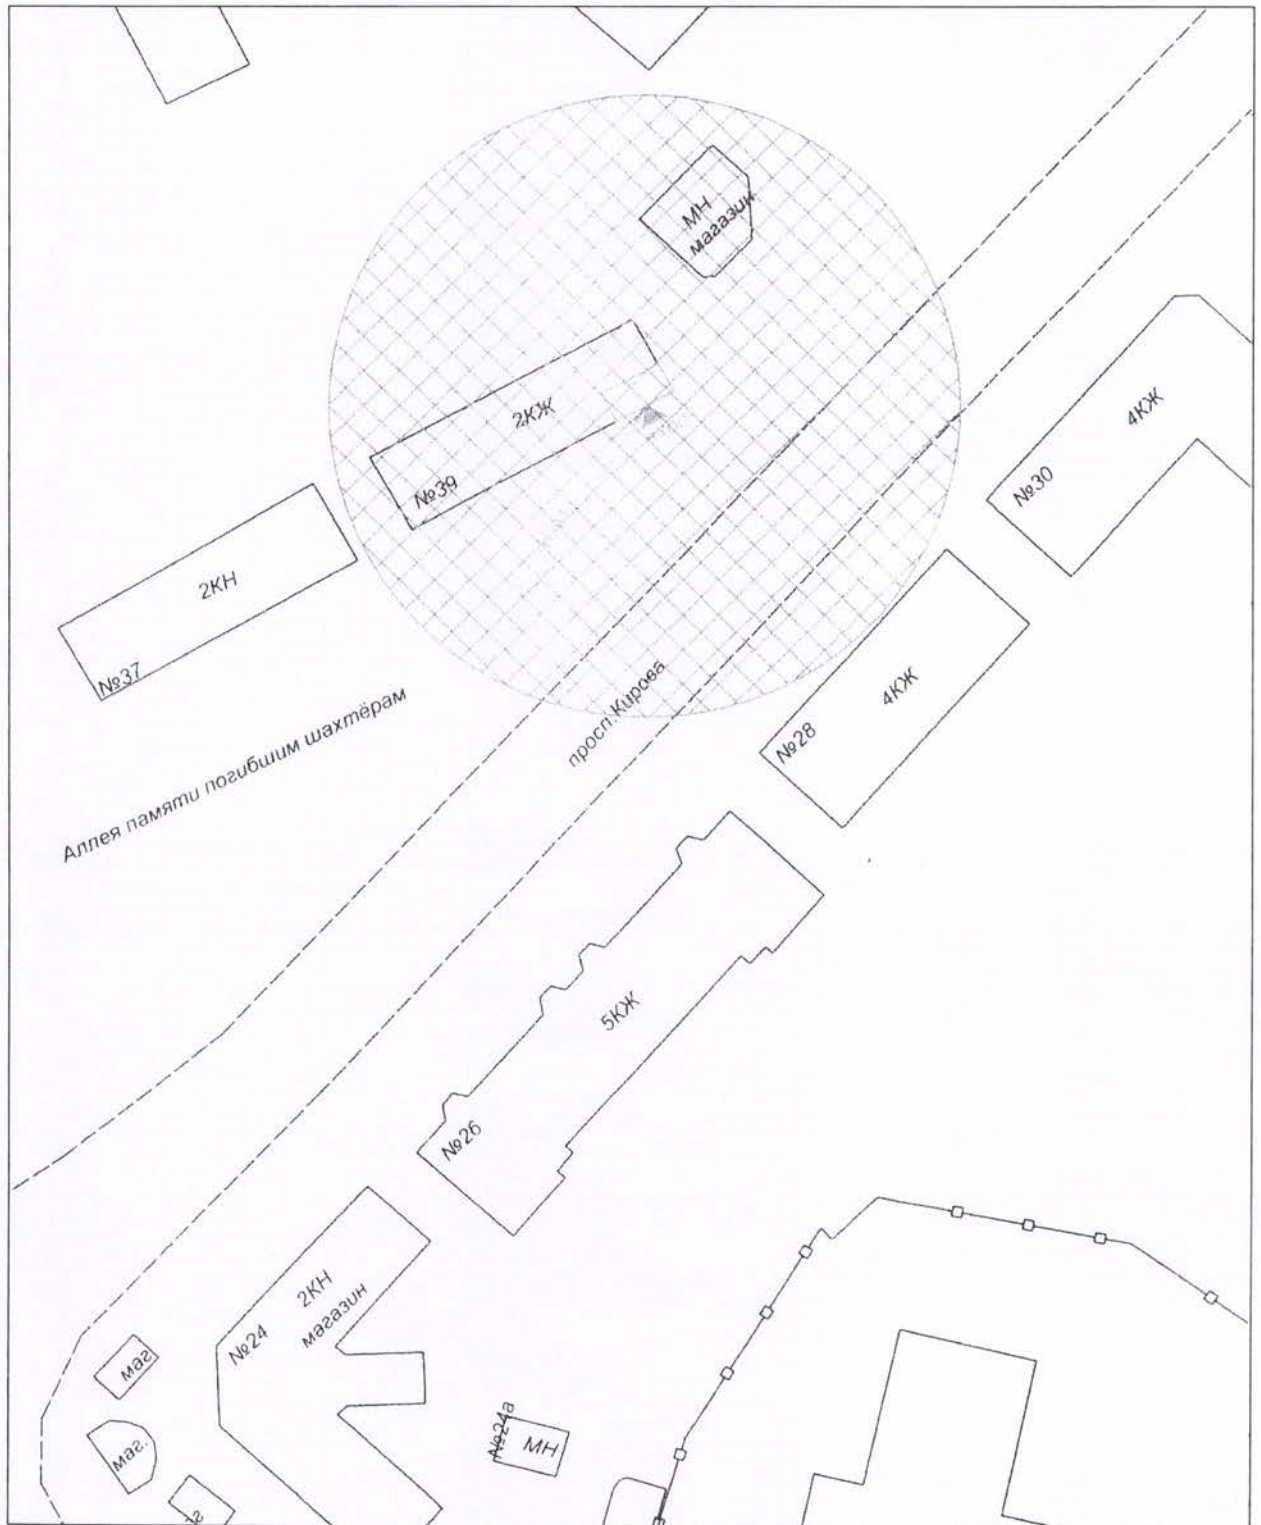 МН
магазин
2КЖ
№39
4КЖ
№30
2КН
№37
просп.Кирова
4КЖ
№28
Аллея памяти погибшим шахтёрам
5КЖ
№26
2КН
магазин
№24
маг
маг.
№24а
МН